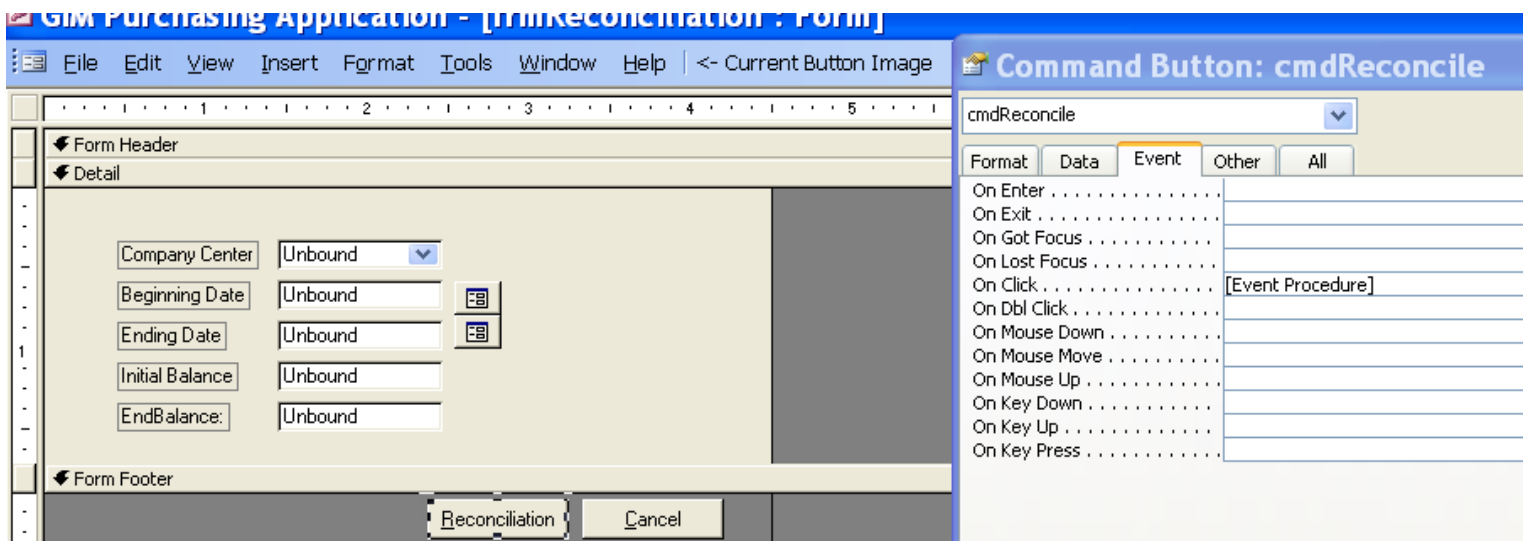 GIM Purchasing Application - [frmReconciliation : Form]
File Edit View Insert Format Tools Window Help <- Current Button Image
1 2 3 4 5
Form Header
Detail
Company Center Unbound
Beginning Date Unbound
Ending Date Unbound
1
Initial Balance Unbound
EndBalance: Unbound
Form Footer
Reconciliation Cancel
Command Button: cmdReconcile
cmdReconcile
Format Data Event Other All
On Enter . . . . . . . . . . . . . . . .
On Exit . . . . . . . . . . . . . . . . .
On Got Focus . . . . . . . . . . .
On Lost Focus . . . . . . . . . . .
On Click . . . . . . . . . . . . . . . [Event Procedure]
On Dbl Click . . . . . . . . . . . . .
On Mouse Down . . . . . . . . . .
On Mouse Move . . . . . . . . . .
On Mouse Up . . . . . . . . . . . .
On Key Down . . . . . . . . . . .
On Key Up . . . . . . . . . . . . .
On Key Press . . . . . . . . . . . .